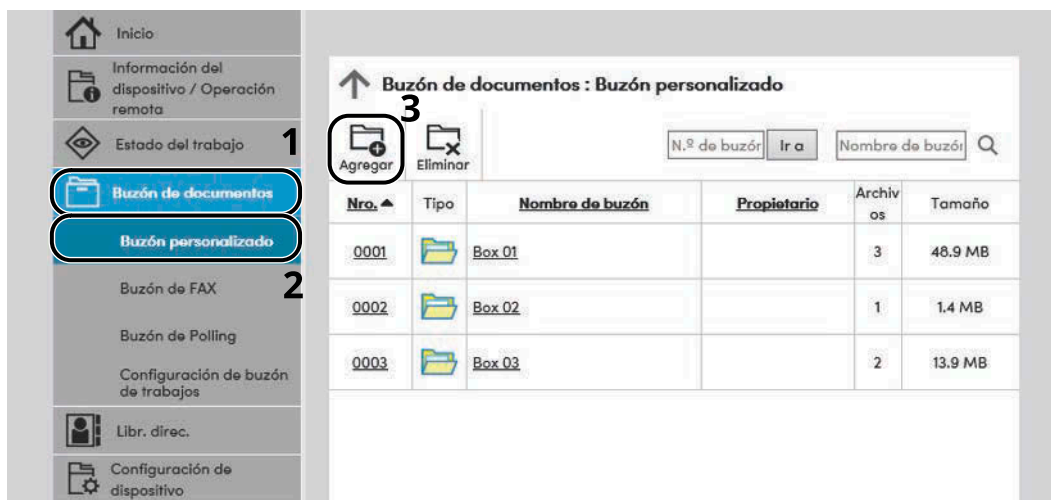 Inicio
Información del
dispositivo / Operación
remota
Estado del trabajo
1
Buzón de documentos
Buzón personalizado
2
Buzón de FAX
Buzón de Polling
Configuración de buzón
de trabajos
Libr. direc.
Configuración de
dispositivo
Buzón de documentos : Buzón personalizado
3
Agregar Eliminar N.º de buzón Ir a Nombre de buzón
Nro. Tipo Nombre de buzón Propietario Archiv
os Tamaño
0001 Box 01 3 48.9 MB
0002 Box 02 1 1.4 MB
0003 Box 03 2 13.9 MB